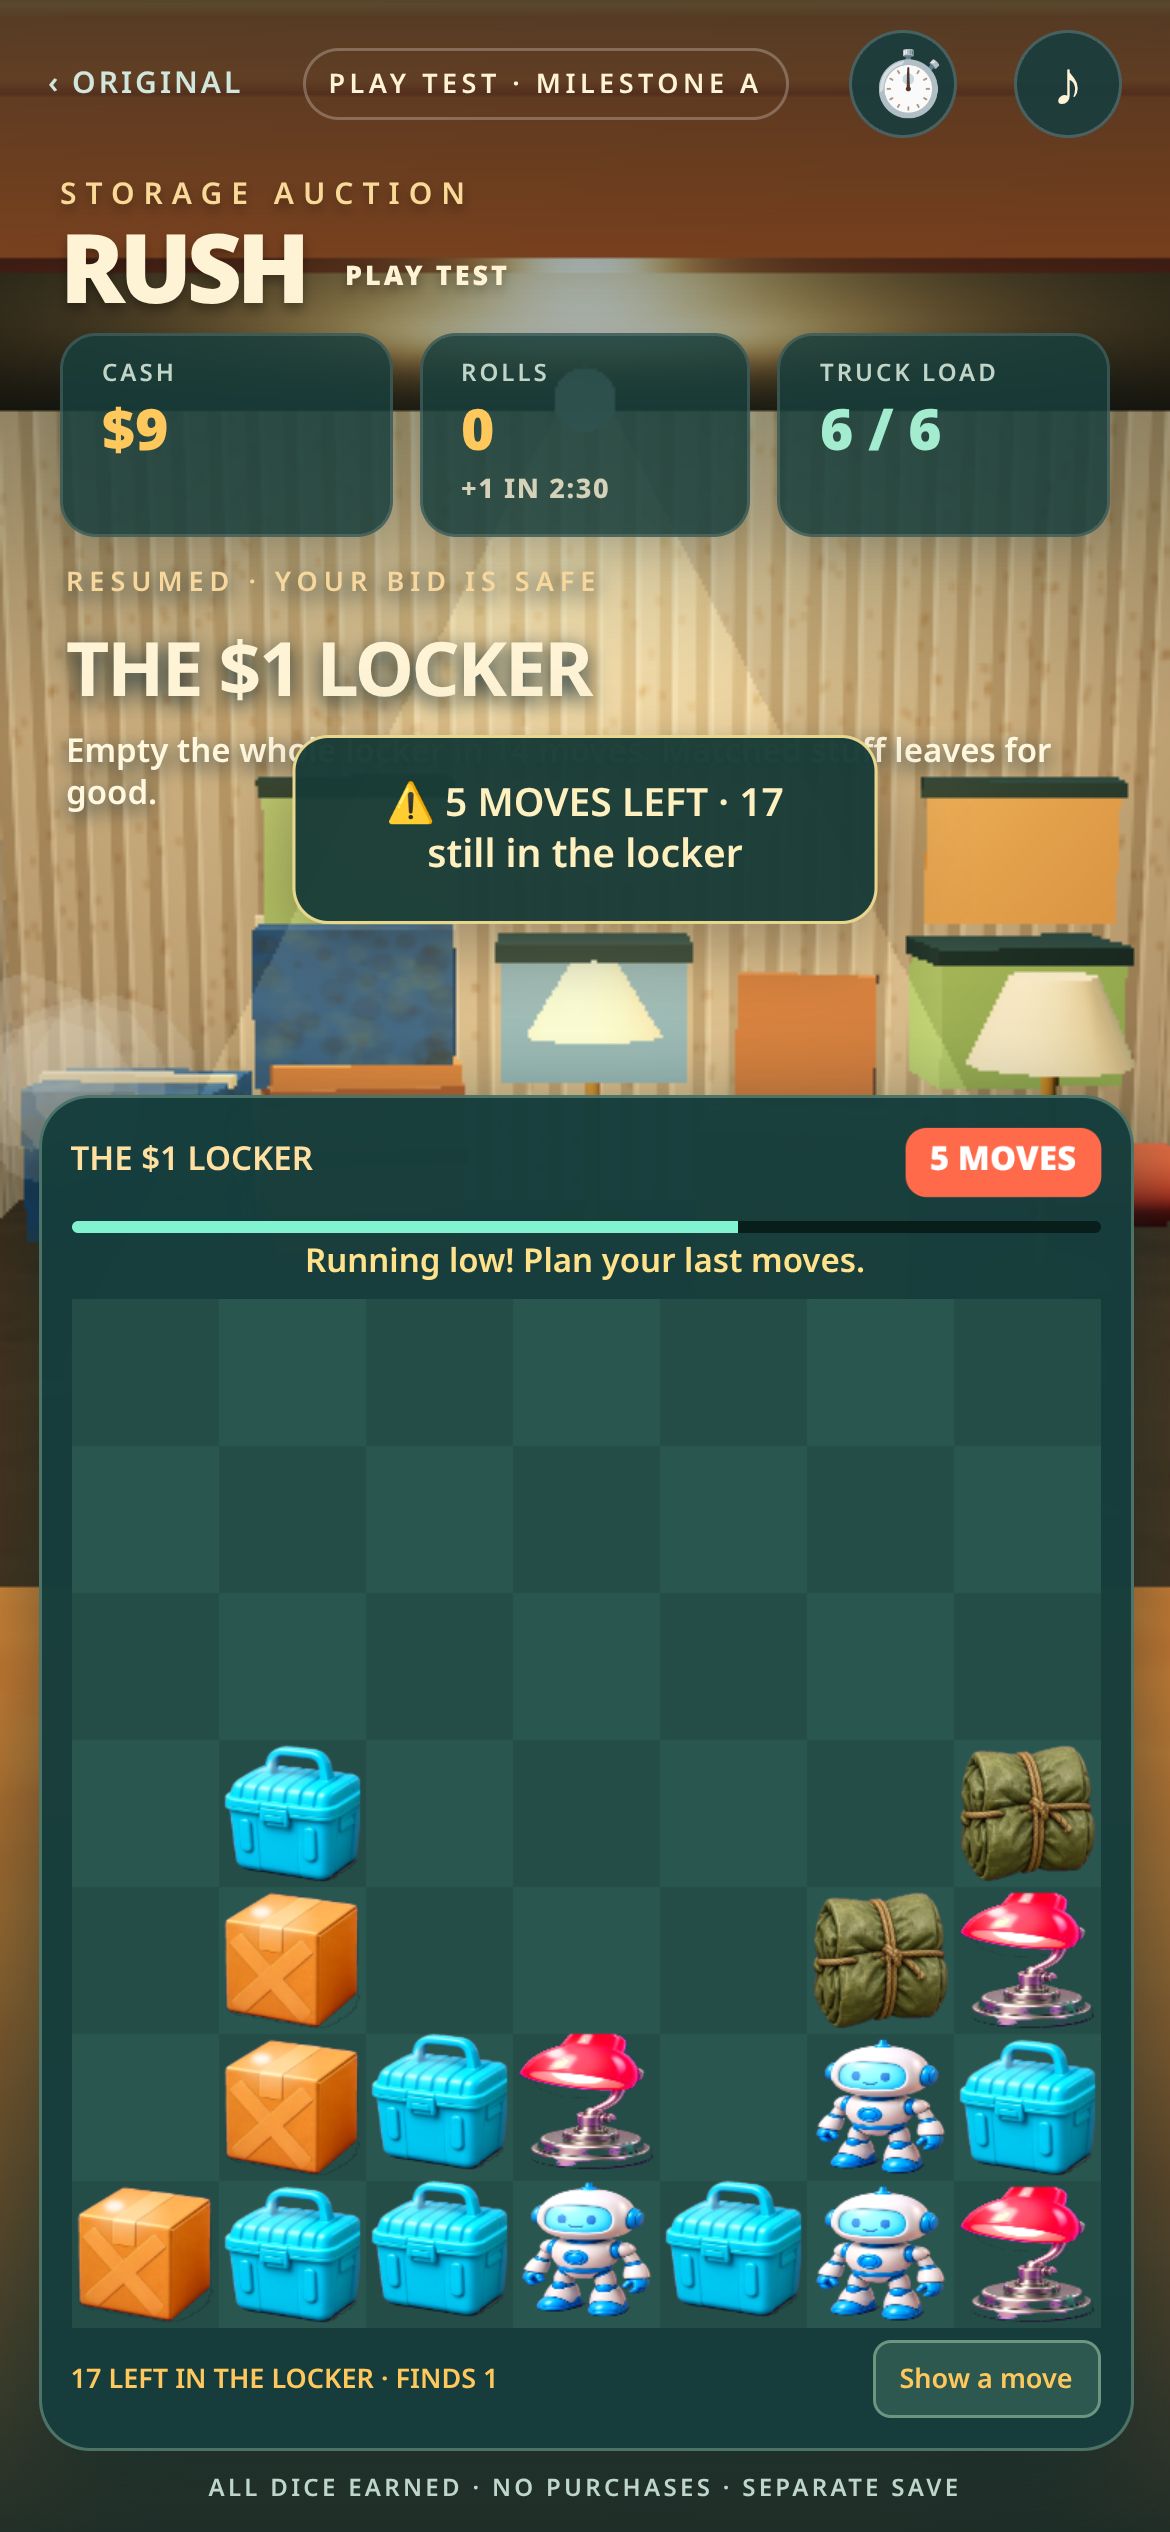 ‹ ORIGINAL
PLAY TEST · MILESTONE A
STORAGE AUCTION
RUSH PLAY TEST
CASH
$9
ROLLS
0
+1 IN 2:30
TRUCK LOAD
6 / 6
RESUMED · YOUR BID IS SAFE
THE $1 LOCKER
Empty the whole locker leaves for
good.
⚠️ 5 MOVES LEFT · 17
still in the locker
THE $1 LOCKER
5 MOVES
Running low! Plan your last moves.
17 LEFT IN THE LOCKER · FINDS 1
Show a move
ALL DICE EARNED · NO PURCHASES · SEPARATE SAVE